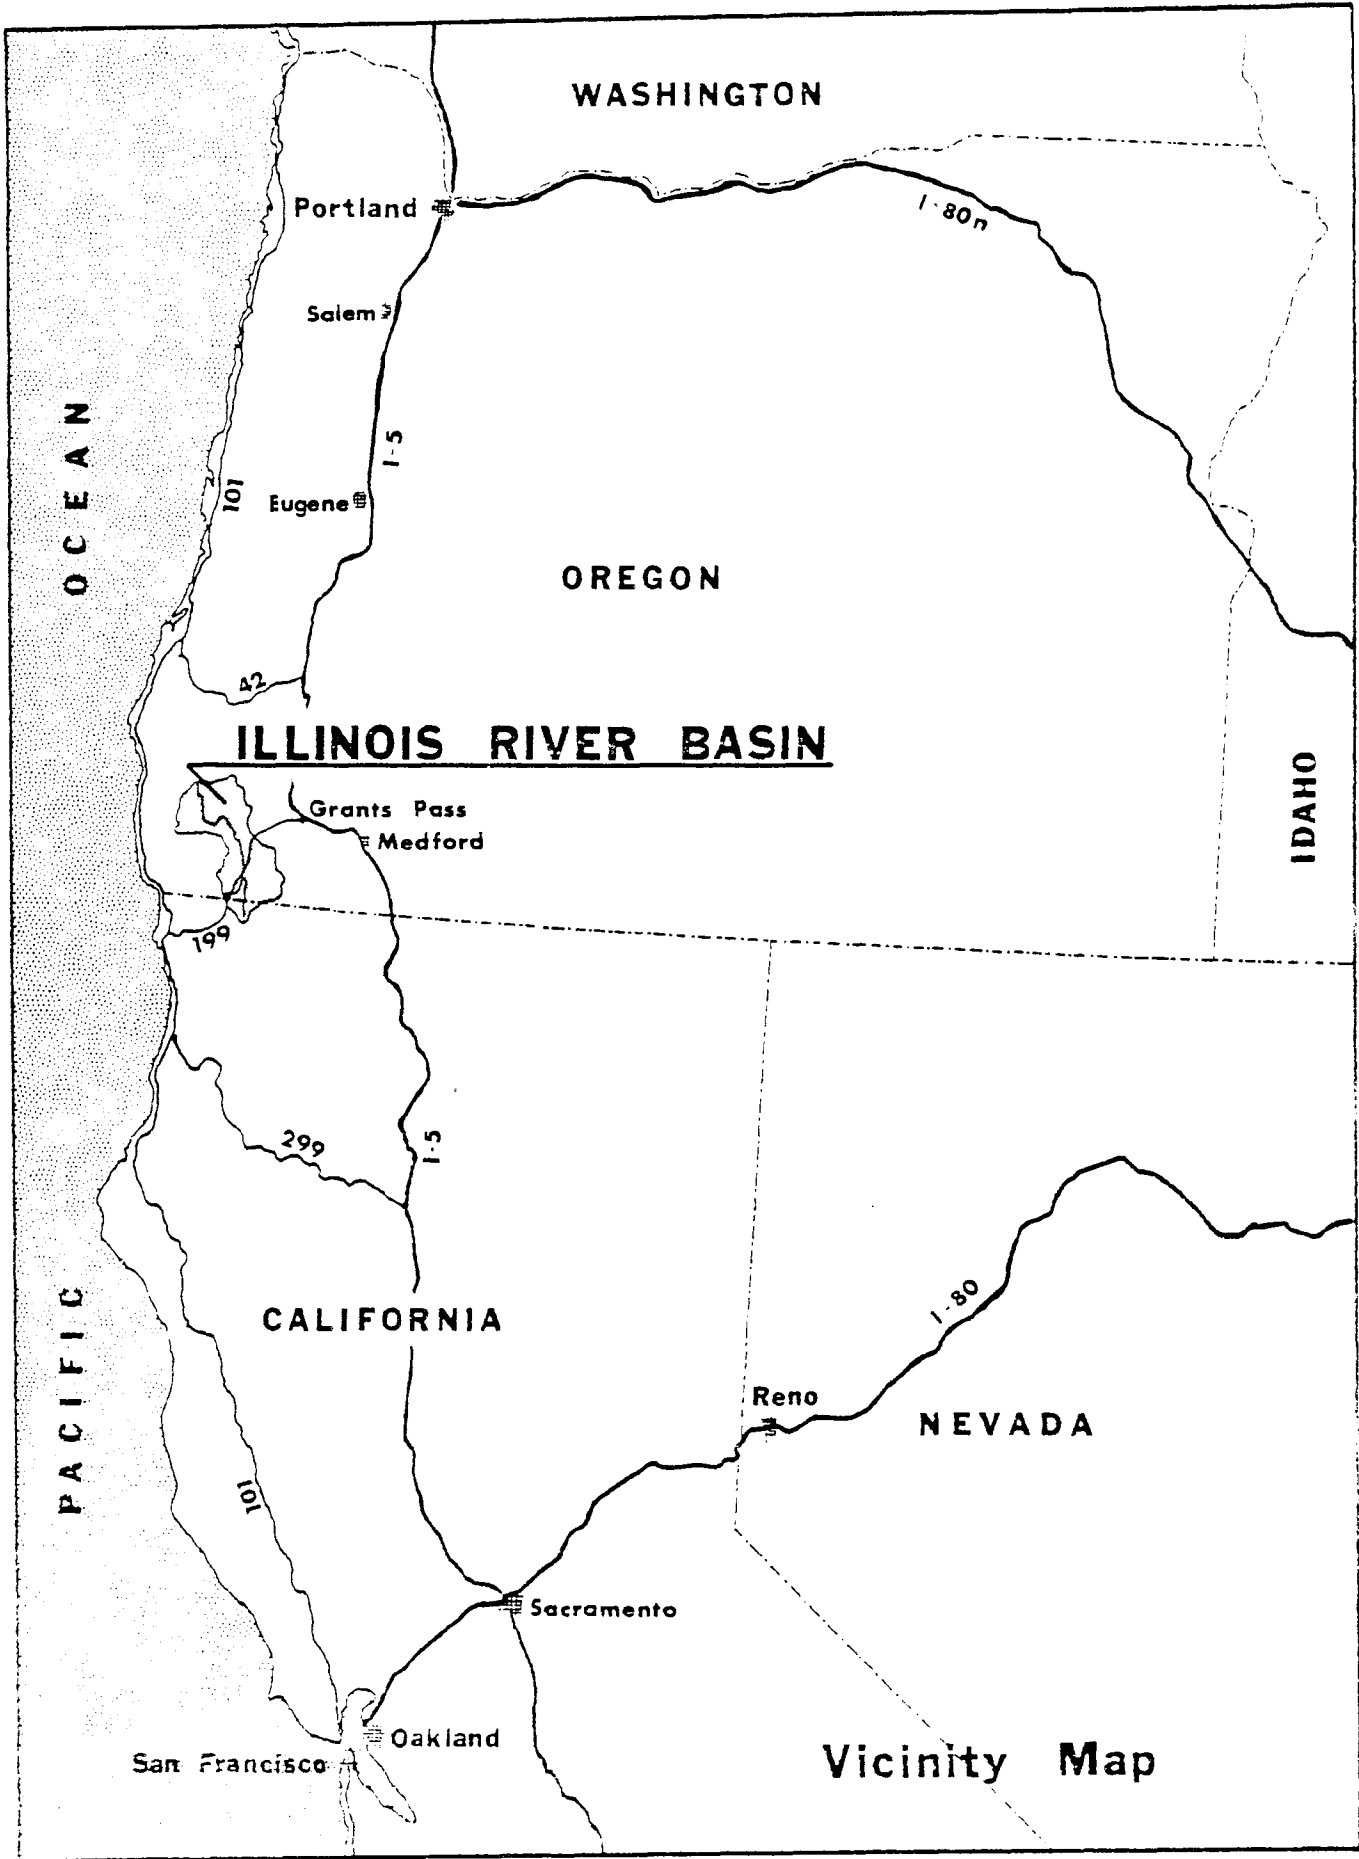 WASHINGTON
Portland
I-80n
Salem
OCEAN
I-5
101
Eugene
OREGON
42
ILLINOIS RIVER BASIN
IDAHO
Grants Pass
Medford
199
299
I-5
PACIFIC
CALIFORNIA
I-80
Reno
NEVADA
101
Sacramento
Oakland
San Francisco
Vicinity Map